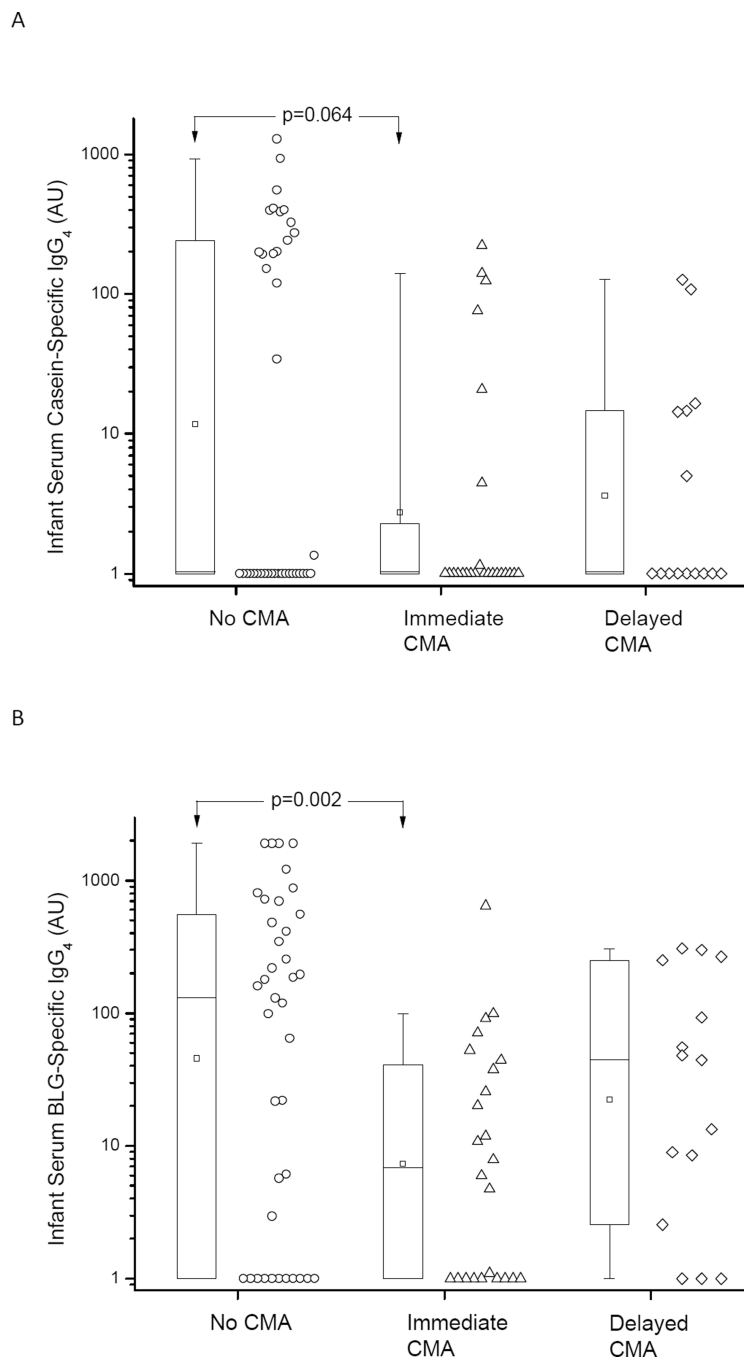 A
p=0.064
Infant Serum Casein-Specific IgG₄ (AU)
1000
100
10
1
No CMA
Immediate
CMA
Delayed
CMA
B
p=0.002
Infant Serum BLG-Specific IgG₄ (AU)
1000
100
10
1
No CMA
Immediate
CMA
Delayed
CMA